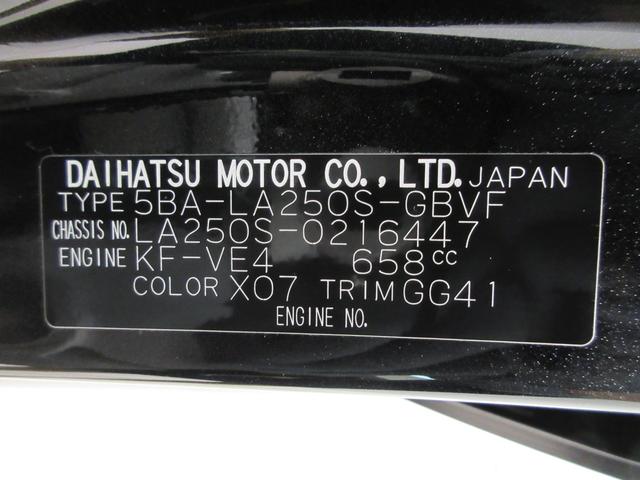 DAIHATSU MOTOR CO., LTD. JAPAN
TYPE 5BA-LA250S-GBVF
CHASSIS NO. LA250S-0216447
ENGINE KF-VE4 658cc
COLOR X07 TRIM GG41
ENGINE NO.